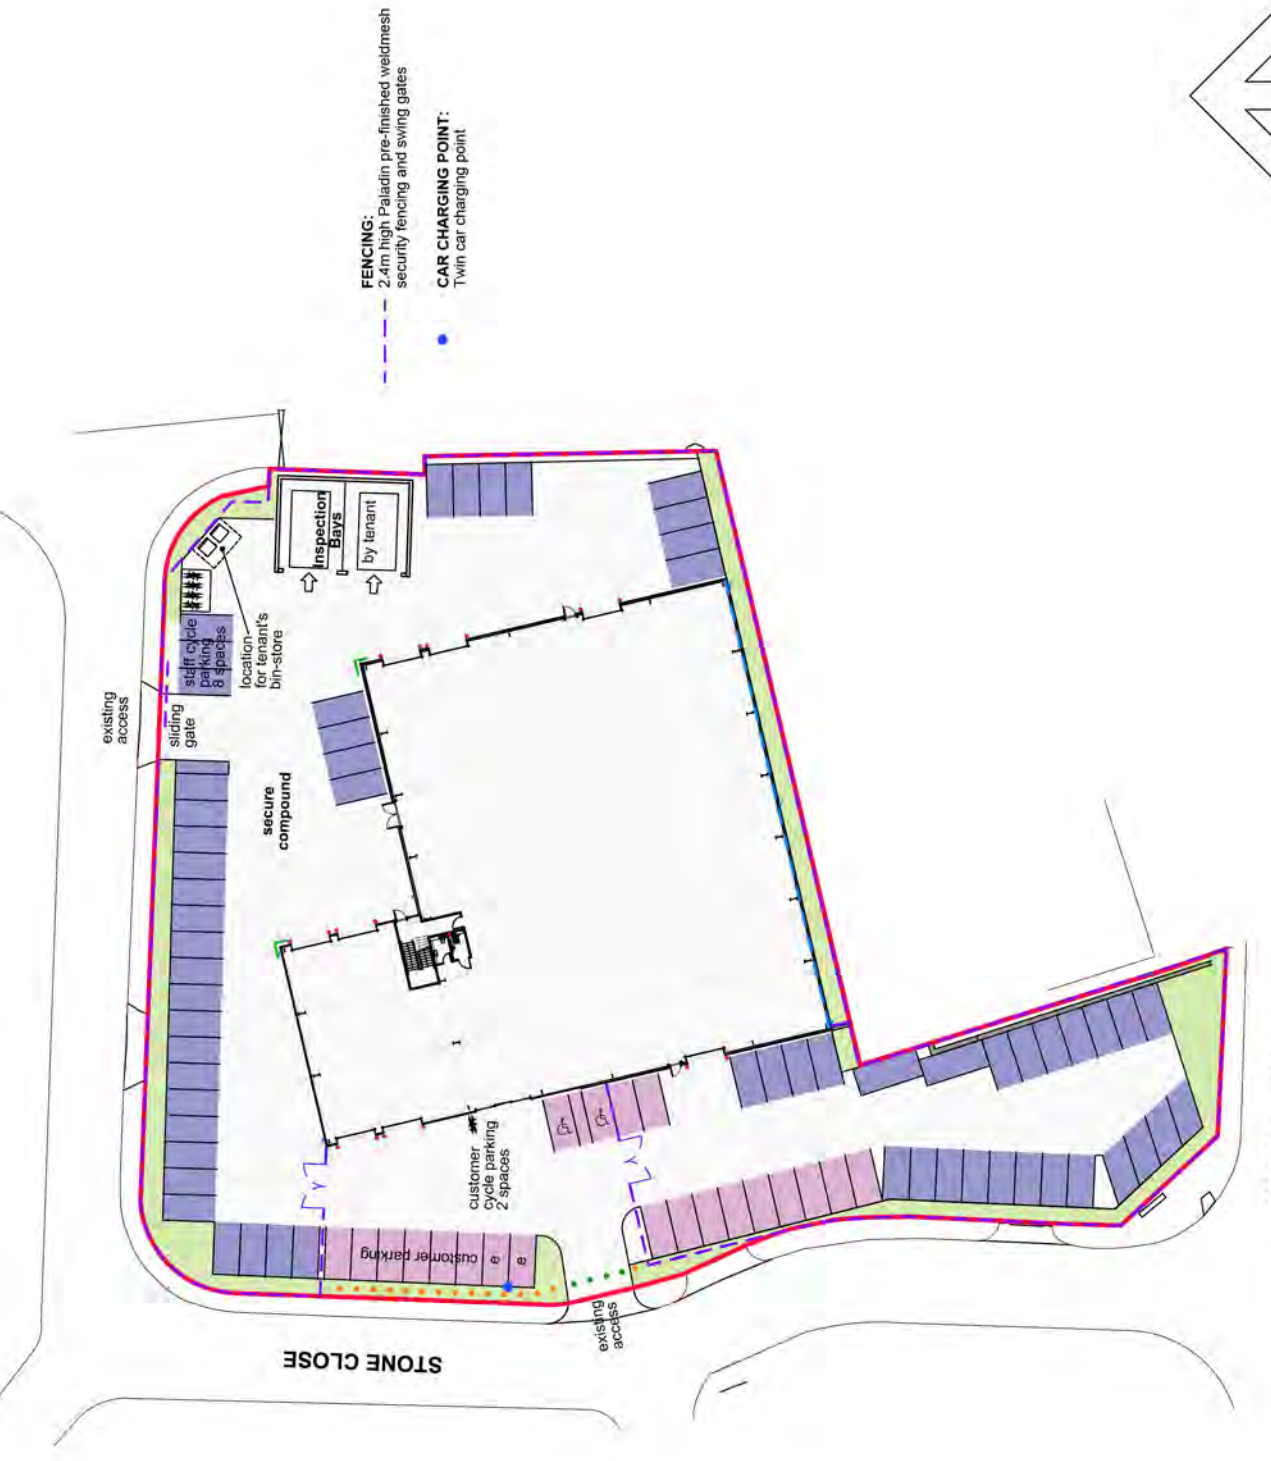 FENCING:
2.4m high Paladin pre-finished weldmesh
security fencing and swing gates
CAR CHARGING POINT:
Twin car charging point
existing
access
sliding
gate
staff cycle
parking
8 spaces
location
for tenant's
bin-store
Inspection
Bays
by tenant
secure
compound
customer
cycle parking
2 spaces
customer parking
e
e
existing
access
STONE CLOSE